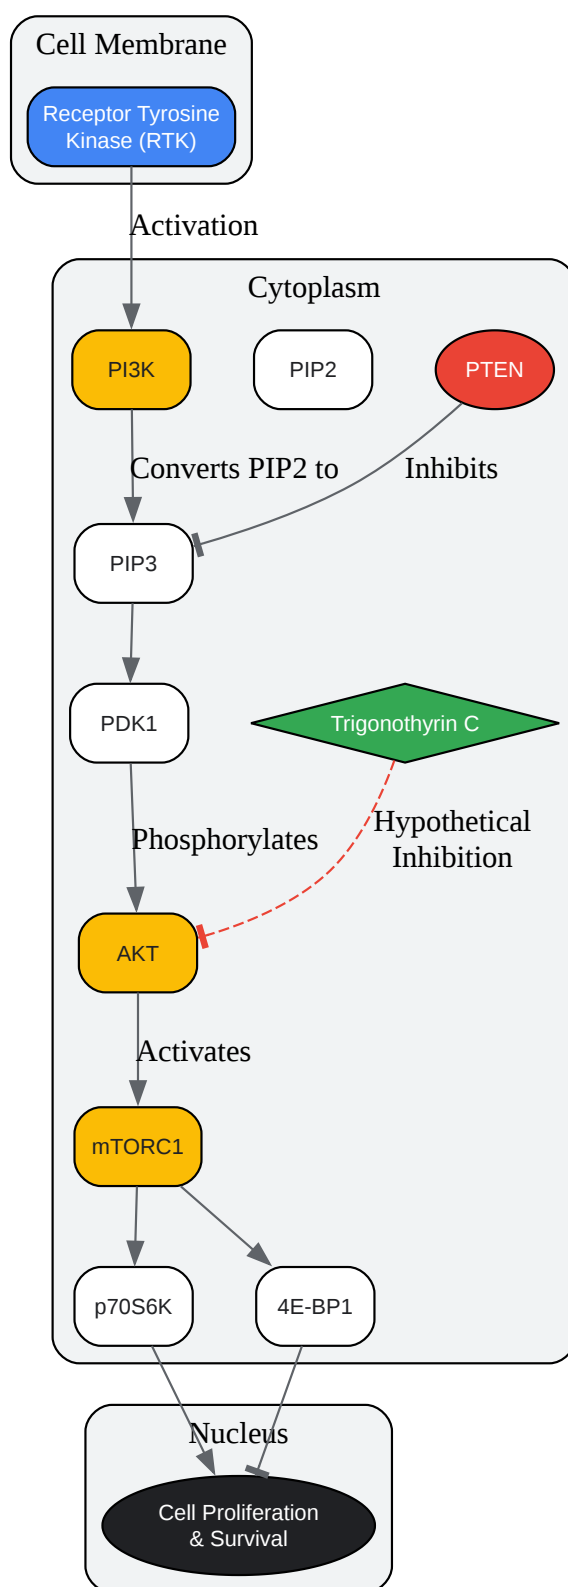 Cell Membrane
Receptor Tyrosine
Kinase (RTK)
Activation
Cytoplasm
PI3K
PIP2
PTEN
Converts PIP2 to
Inhibits
PIP3
PDK1
Trigonothyrin C
Phosphorylates
Hypothetical
Inhibition
AKT
Activates
mTORC1
p70S6K
4E-BP1
Nucleus
Cell Proliferation
& Survival